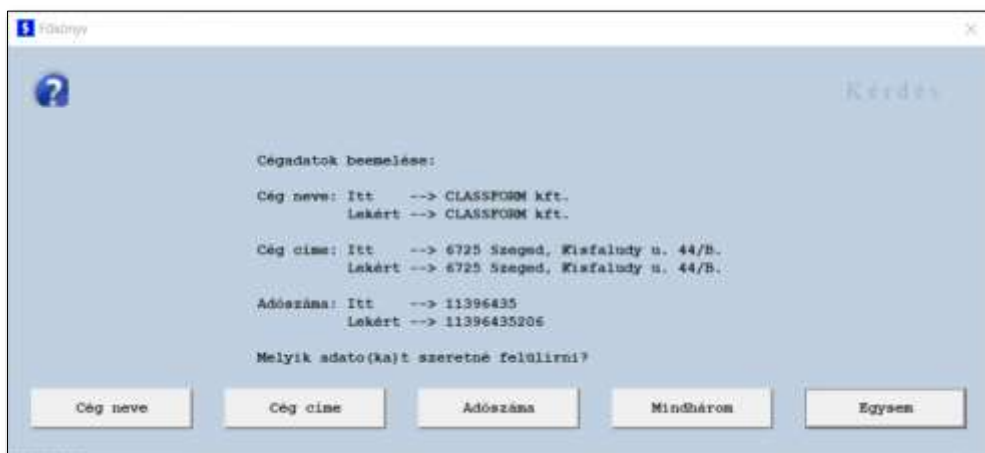 Főkönyv
Kérdés
Cégadatok beemelése:
Cég neve: Itt --> CLASSFORM kft.
Lekért --> CLASSFORM kft.
Cég címe: Itt --> 6725 Szeged, Kisfaludy u. 44/B.
Lekért --> 6725 Szeged, Kisfaludy u. 44/B.
Adószáma: Itt --> 11396435
Lekért --> 11396435206
Melyik adato(ka)t szeretné felülírni?
Cég neve Cég címe Adószáma Mindhárom Egysem